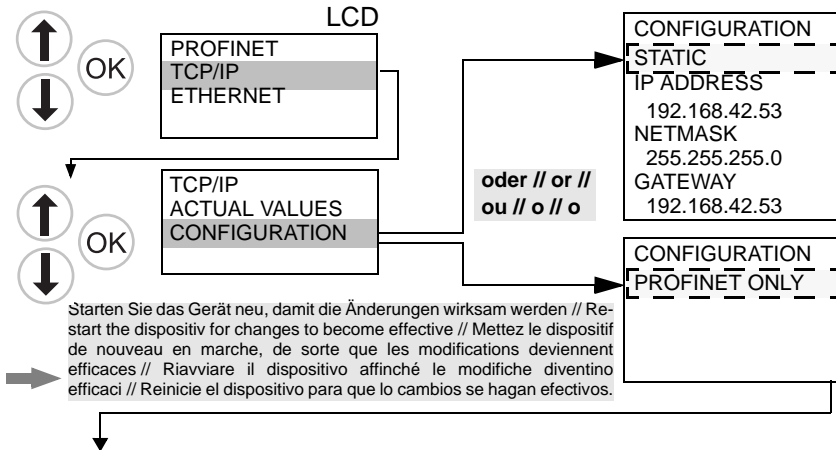 LCD
OK
PROFINET
TCP/IP
ETHERNET
CONFIGURATION
STATIC
IP ADDRESS
192.168.42.53
NETMASK
255.255.255.0
GATEWAY
192.168.42.53
OK
TCP/IP
ACTUAL VALUES
CONFIGURATION
oder // or //
ou // o // o
CONFIGURATION
PROFINET ONLY
Starten Sie das Gerät neu, damit die Änderungen wirksam werden // Re-
start the dispositiv for changes to become effective // Mettez le dispositif
de nouveau en marche, de sorte que les modifications deviennent
efficaces // Riavviare il dispositivo affinché le modifiche diventino
efficaci // Reinicie el dispositivo para que lo cambios se hagan efectivos.